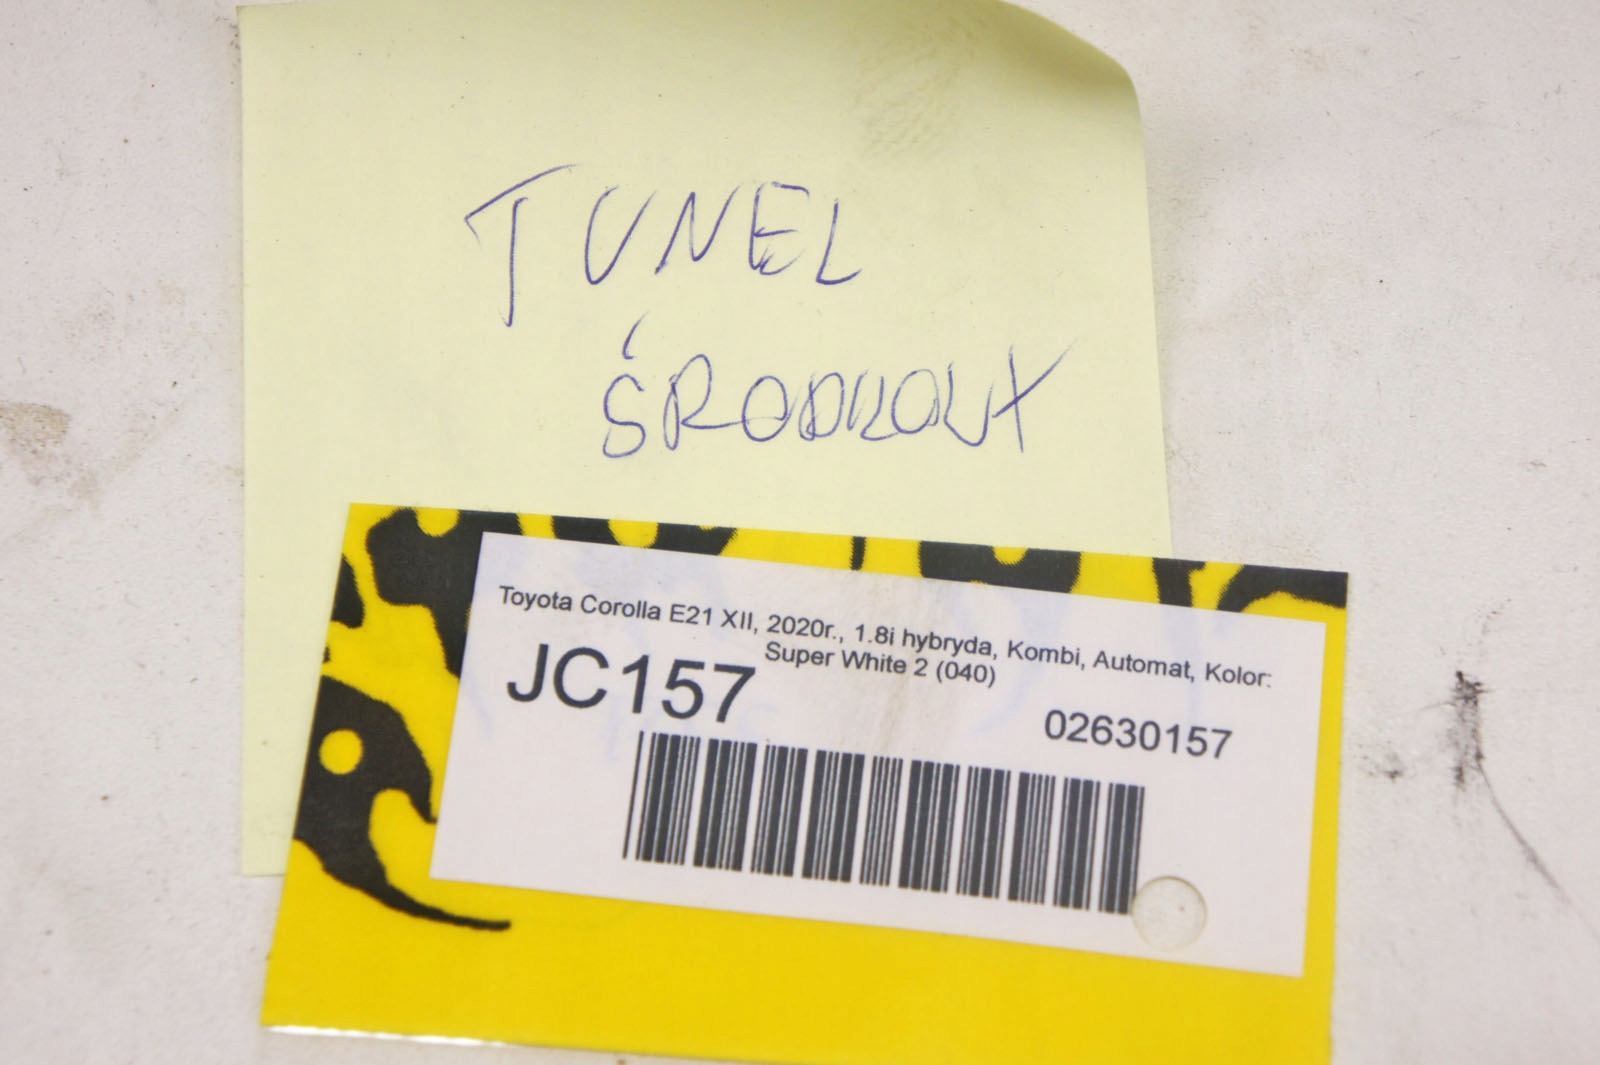 TUNEL
ŚRODKOWY
Toyota Corolla E21 XII, 2020r., 1.8i hybryda, Kombi, Automat, Kolor:
Super White 2 (040)
JC157
02630157